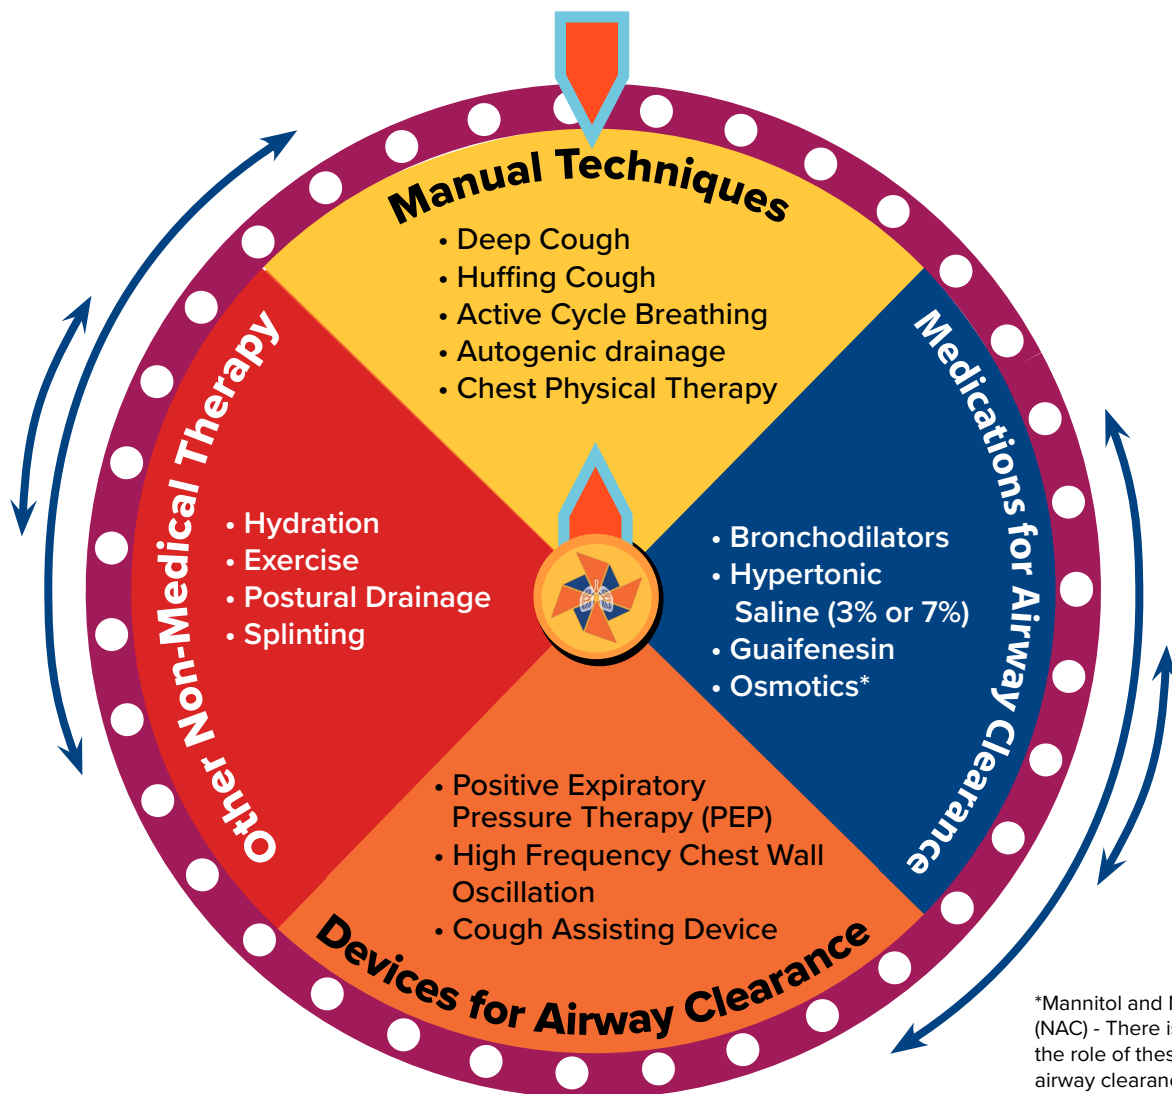 Manual Techniques
• Deep Cough
• Huffing Cough
• Active Cycle Breathing
• Autogenic drainage
• Chest Physical Therapy
Other Non-Medical Therapy
• Hydration
• Exercise
• Postural Drainage
• Splinting
Medications for Airway Clearance
• Bronchodilators
• Hypertonic
Saline (3% or 7%)
• Guaifenesin
• Osmotics*
• Positive Expiratory
Pressure Therapy (PEP)
• High Frequency Chest Wall
Oscillation
• Cough Assisting Device
Devices for Airway Clearance
*Mannitol and
(NAC) - There
the role of
airway